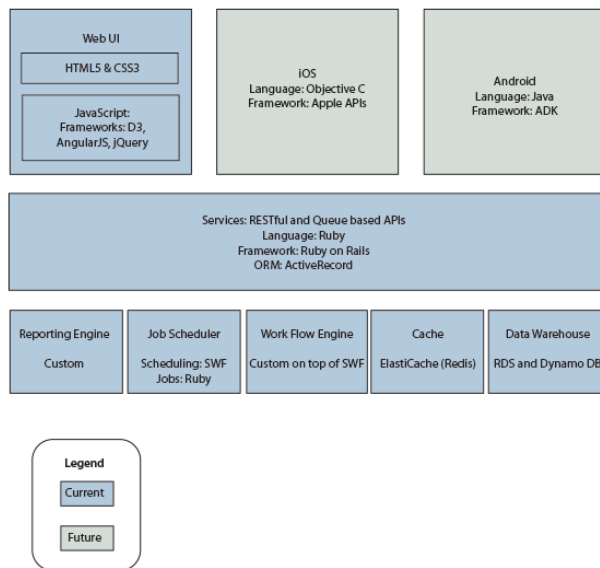 Web UI
HTML5 & CSS3
JavaScript:
Frameworks: D3,
AngularJS, jQuery
iOS
Language: Objective C
Framework: Apple APIs
Android
Language: Java
Framework: ADK
Services: RESTful and Queue based APIs
Language: Ruby
Framework: Ruby on Rails
ORM: ActiveRecord
Reporting Engine
Custom
Job Scheduler
Scheduling: SWF
Jobs: Ruby
Work Flow Engine
Custom on top of SWF
Cache
ElastiCache (Redis)
Data Warehouse
RDS and Dynamo DB
Legend
Current
Future